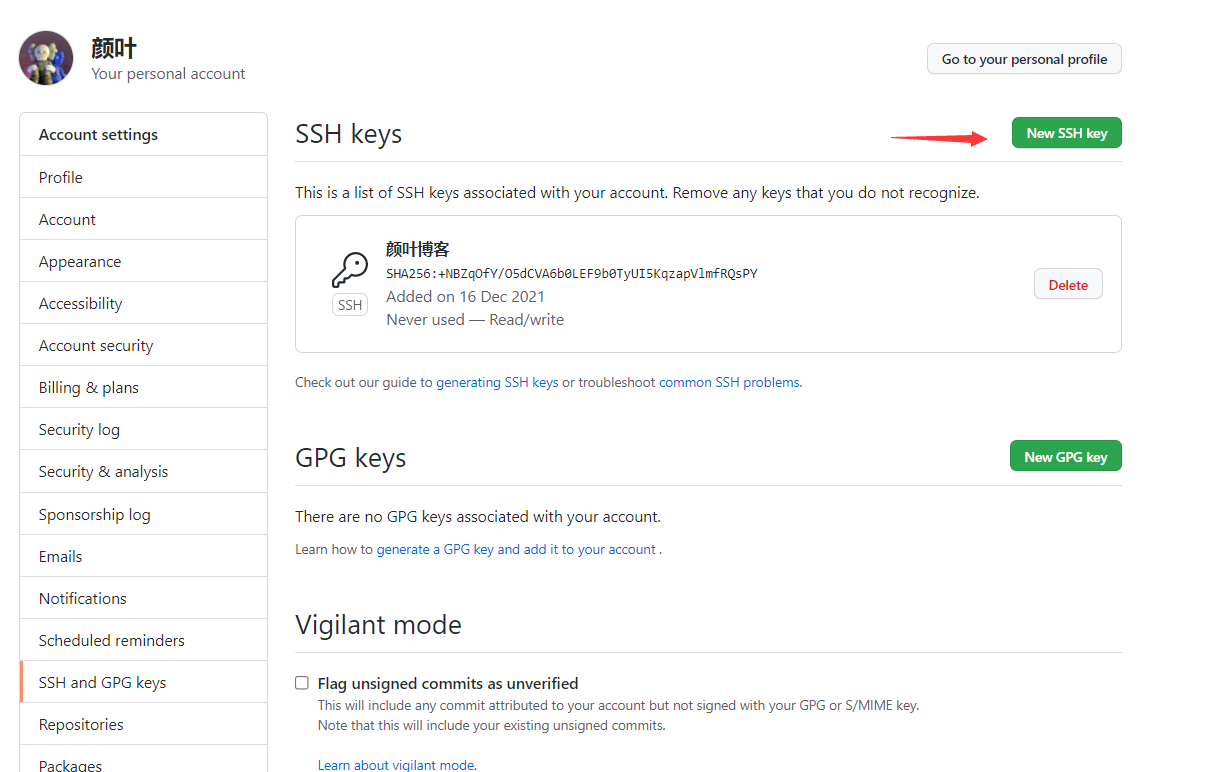 颜叶
Your personal account
Go to your personal profile
Account settings
Profile
Account
Appearance
Accessibility
Account security
Billing & plans
Security log
Security & analysis
Sponsorship log
Emails
Notifications
Scheduled reminders
SSH and GPG keys
Repositories
Packages
SSH keys
New SSH key
This is a list of SSH keys associated with your account. Remove any keys that you do not recognize.
颜叶博客
SHA256:+NBZqOfY/O5dCVA6b0LEF9b0TyUI5KqzapVlmfRQsPY
Added on 16 Dec 2021
Never used — Read/write
SSH
Delete
Check out our guide to generating SSH keys or troubleshoot common SSH problems.
GPG keys
New GPG key
There are no GPG keys associated with your account.
Learn how to generate a GPG key and add it to your account .
Vigilant mode
Flag unsigned commits as unverified
This will include any commit attributed to your account but not signed with your GPG or S/MIME key.
Note that this will include your existing unsigned commits.
Learn about vigilant mode.